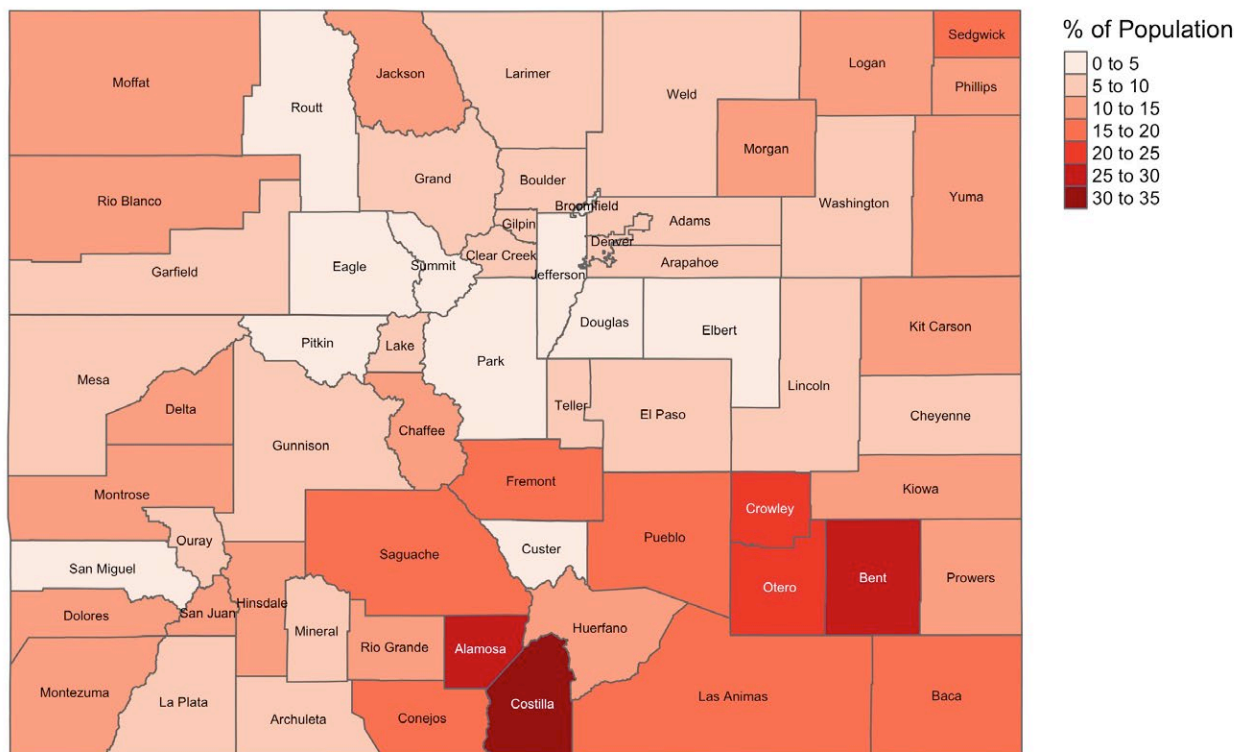 % of Population
0 to 5
5 to 10
10 to 15
15 to 20
20 to 25
25 to 30
30 to 35
Sedgwick
Logan
Larimer
Jackson
Moffat
Phillips
Weld
Routt
Morgan
Grand
Boulder
Yuma
Rio Blanco
Washington
Broomfield
Gilpin
Adams
Denver
Clear Creek
Arapahoe
Garfield
Eagle
Summit
Jefferson
Douglas
Elbert
Kit Carson
Pitkin
Lake
Park
Mesa
Lincoln
Teller
Delta
El Paso
Cheyenne
Chaffee
Gunnison
Fremont
Kiowa
Montrose
Crowley
Ouray
Pueblo
Custer
Saguache
San Miguel
Bent
Prowers
Otero
Hinsdale
San Juan
Dolores
Mineral
Huerfano
Rio Grande
Alamosa
Montezuma
Las Animas
Baca
La Plata
Costilla
Archuleta
Conejos